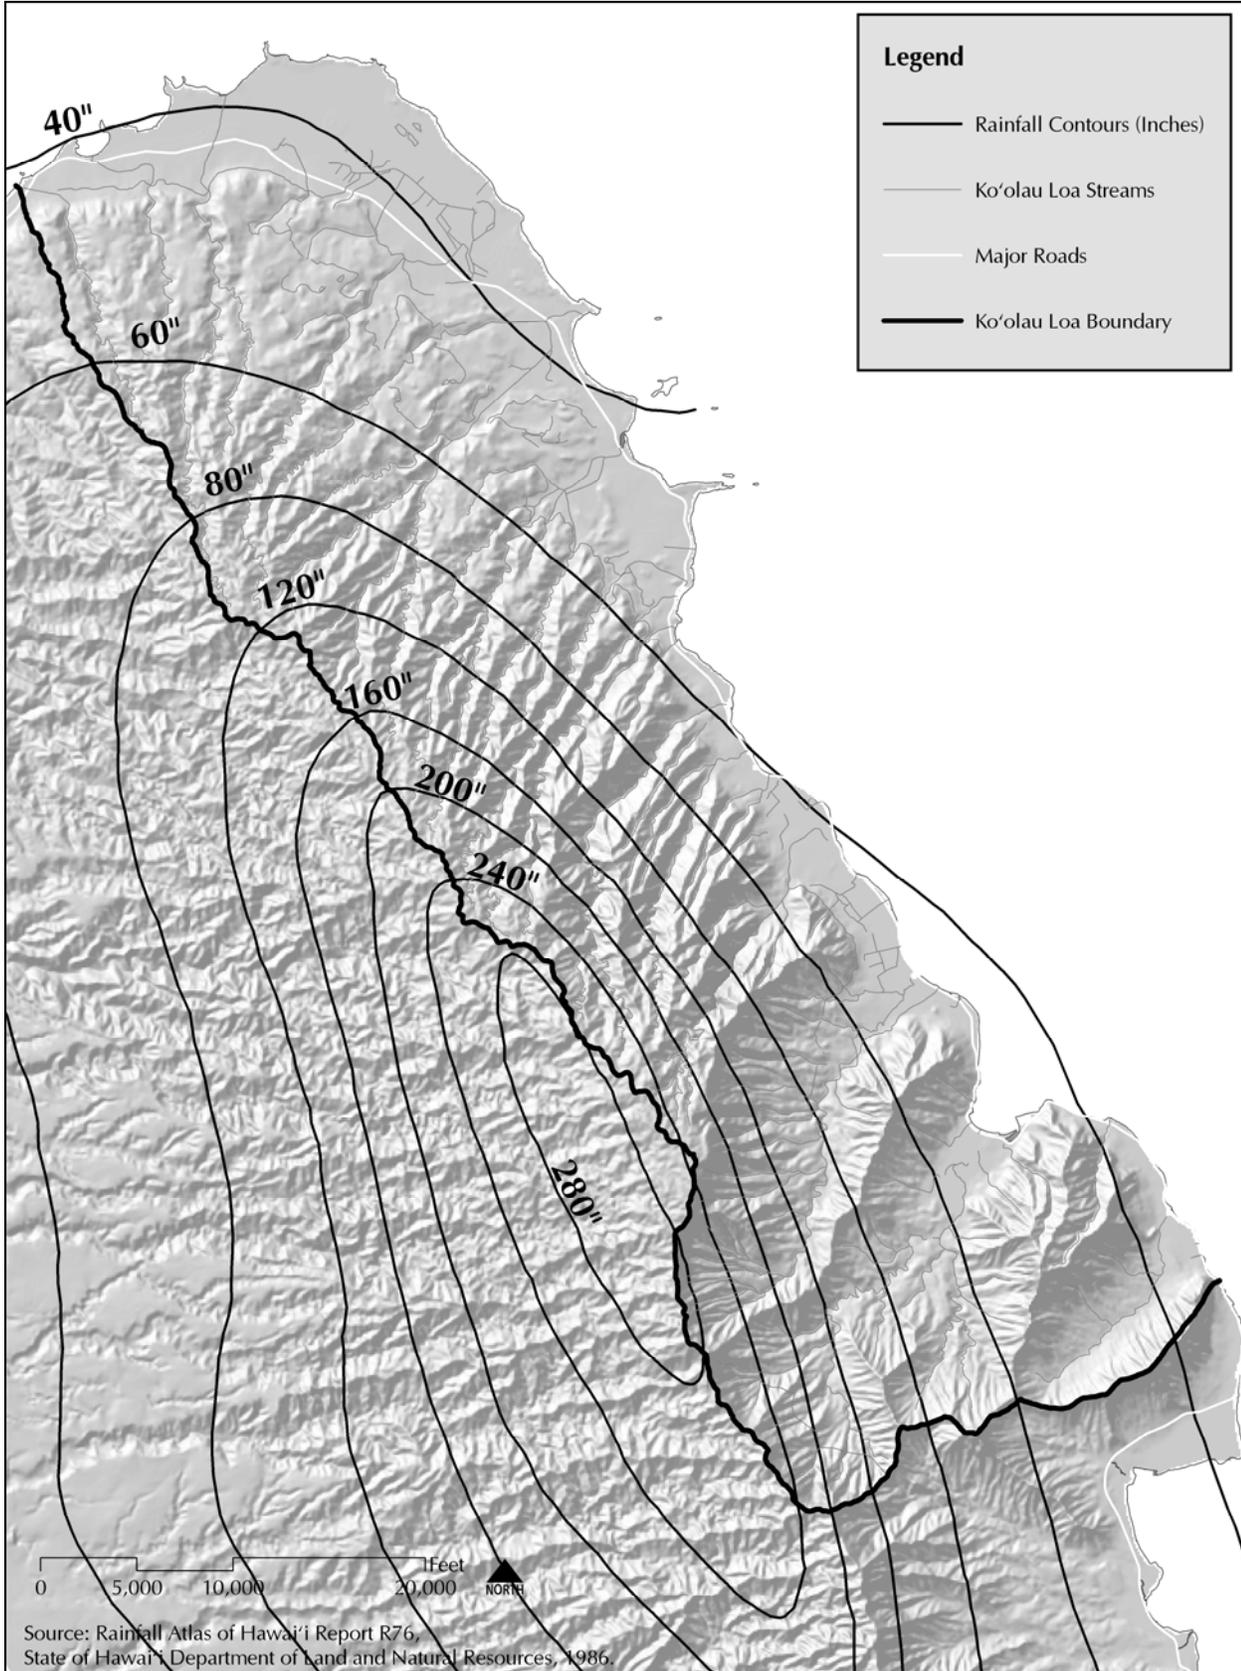 Legend
Rainfall Contours (Inches)
Koʻolau Loa Streams
Major Roads
Koʻolau Loa Boundary
40"
60"
80"
120"
160"
200"
240"
280"
Feet
0 5,000 10,000 20,000
NORTH
Source: Rainfall Atlas of Hawaiʻi Report R76,
State of Hawaiʻi Department of Land and Natural Resources, 1986.